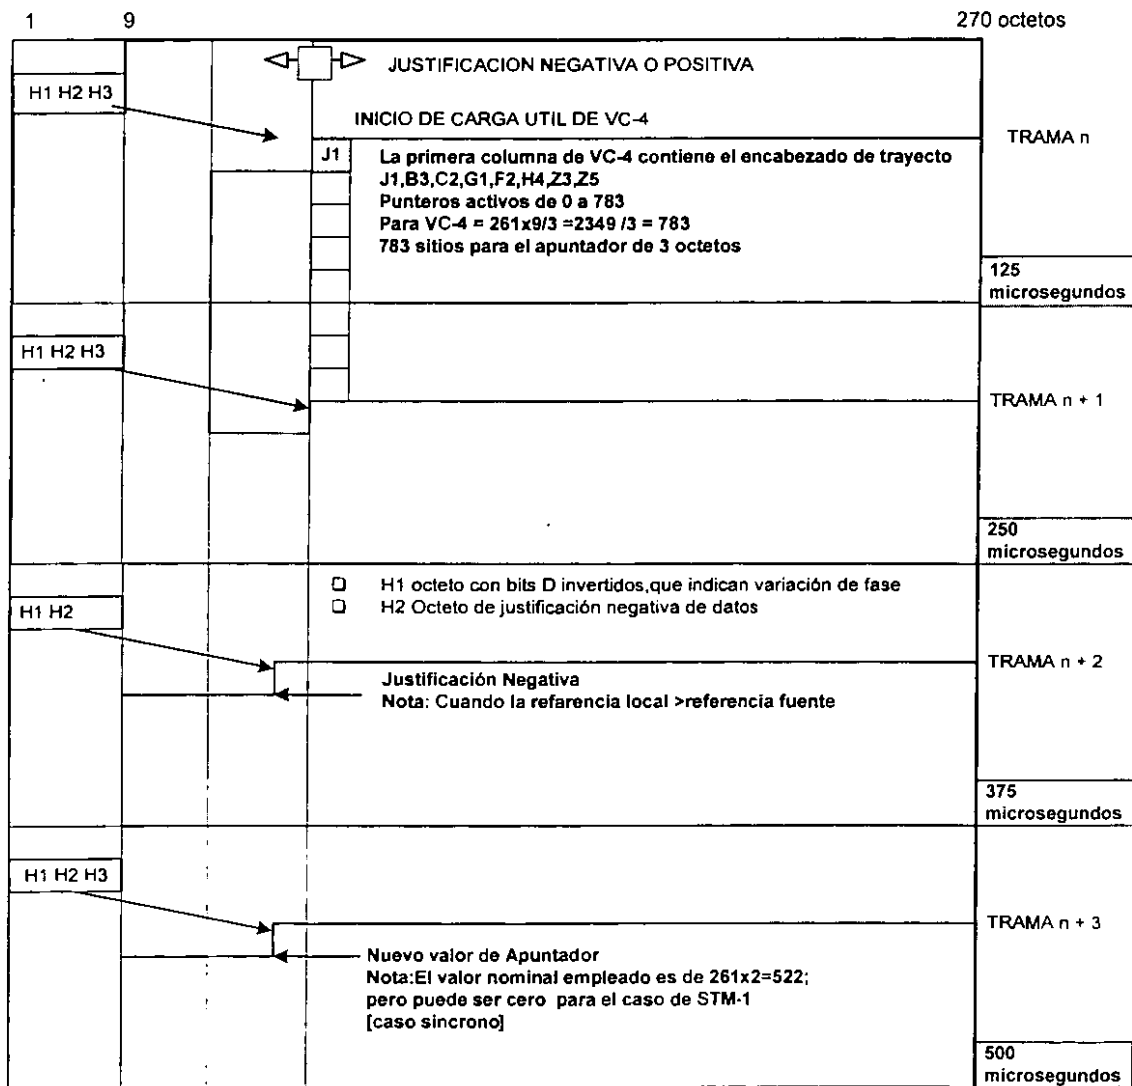 1 9 270 octetos
JUSTIFICACION NEGATIVA O POSITIVA
H1 H2 H3
INICIO DE CARGA UTIL DE VC-4
TRAMA n
J1
La primera columna de VC-4 contiene el encabezado de trayecto
J1,B3,C2,G1,F2,H4,Z3,Z5
Punteros activos de 0 a 783
Para VC-4 = 261x9/3 =2349 /3 = 783
783 sitios para el apuntador de 3 octetos
125
microsegundos
H1 H2 H3
TRAMA n + 1
250
microsegundos
H1 octeto con bits D invertidos,que indican variación de fase
H2 Octeto de justificación negativa de datos
H1 H2
TRAMA n + 2
Justificación Negativa
Nota: Cuando la refarencia local >referencia fuente
375
microsegundos
H1 H2 H3
TRAMA n + 3
Nuevo valor de Apuntador
Nota:El valor nominal empleado es de 261x2=522;
pero puede ser cero para el caso de STM-1
[caso sincrono]
500
microsegundos